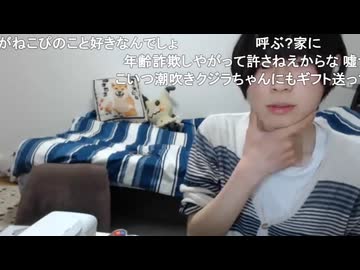 がねこぴのこと好きなんでしょ 呼ぶ?家に
年齢詐欺しやがって許さねえからな 嘘
こいつ潮吹きクジラちゃんにもギフト送っ